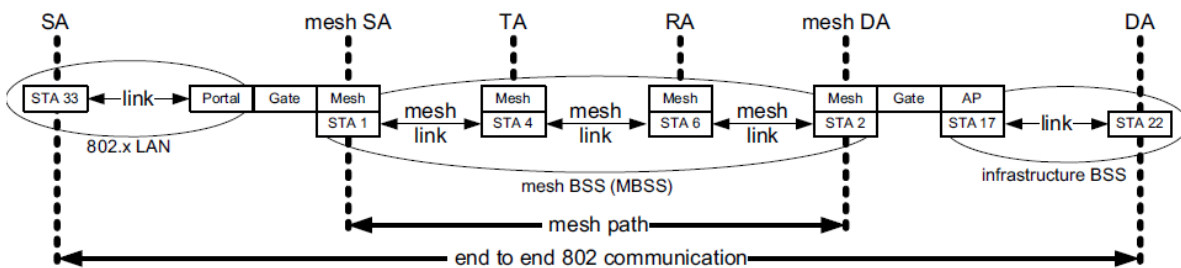 SA mesh SA TA RA mesh DA DA
Portal Gate Mesh Mesh Mesh Mesh Gate AP
STA 33 link STA 1 mesh link STA 4 mesh link STA 6 mesh link STA 2 STA 17 link STA 22
802.x LAN
mesh BSS (MBSS)
infrastructure BSS
mesh path
end to end 802 communication